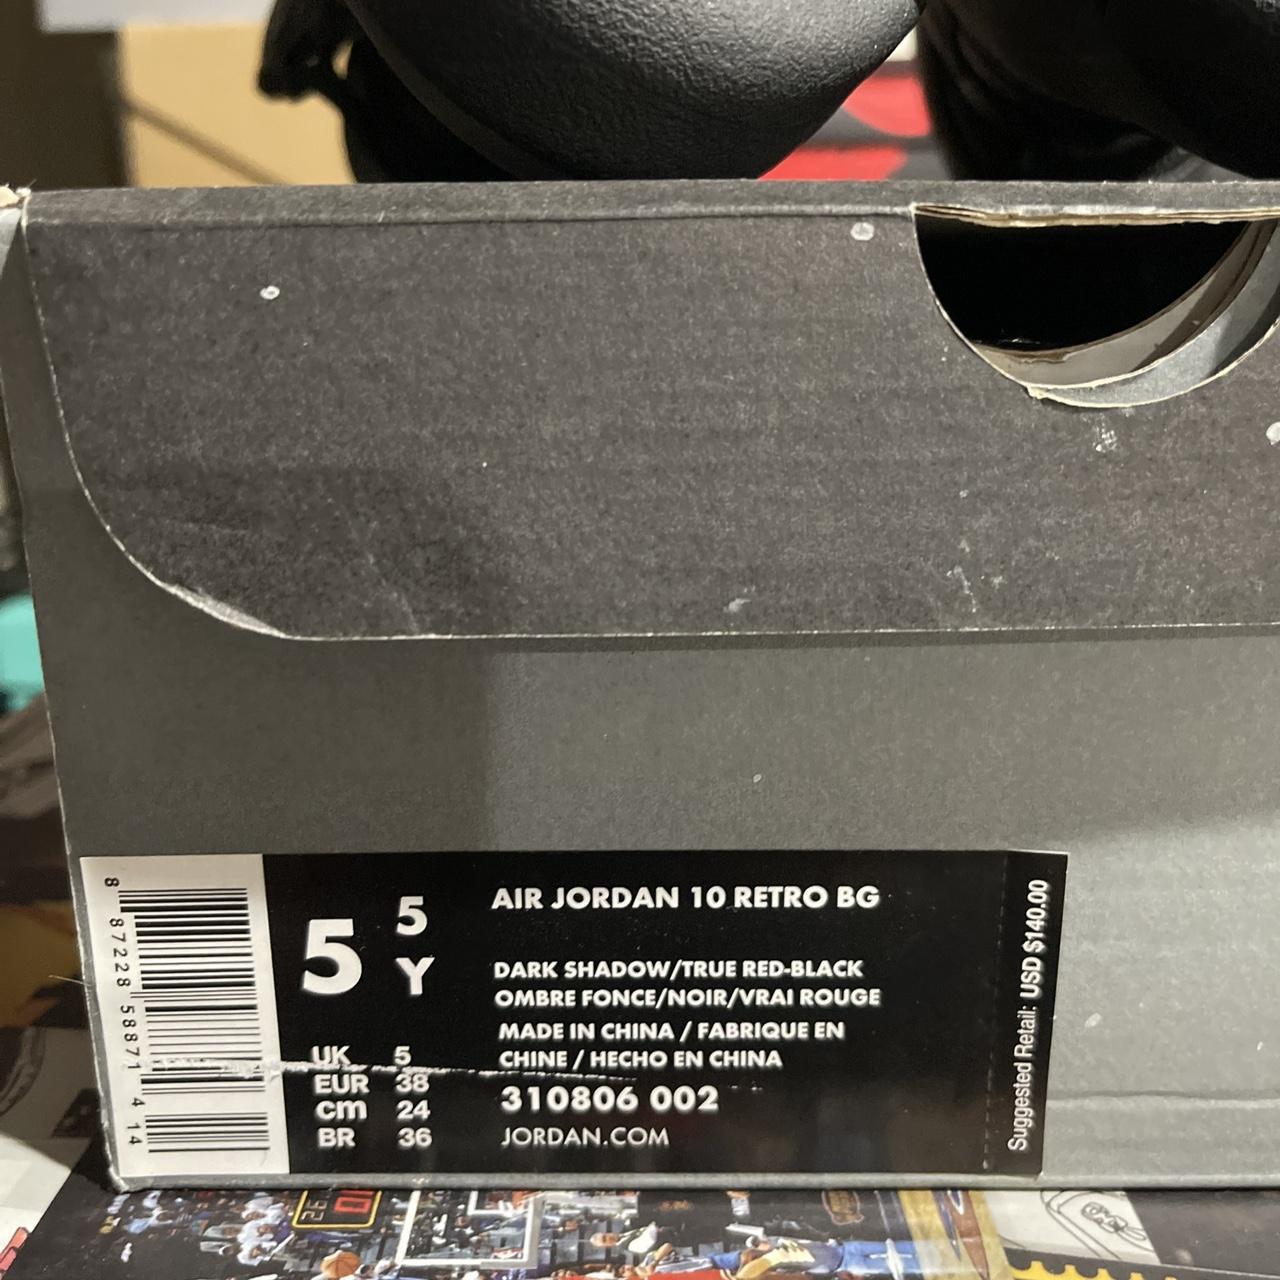 AIR JORDAN 10 RETRO BG
5
5
Y
DARK SHADOW/TRUE RED-BLACK
OMBRE FONCE/NOIR/VRAI ROUGE
MADE IN CHINA / FABRIQUE EN
CHINE / HECHO EN CHINA
UK 5
EUR 38
cm 24
BR 36
310806 002
JORDAN.COM
Suggested Retail: USD $140.00
8 87228 58871 4 14